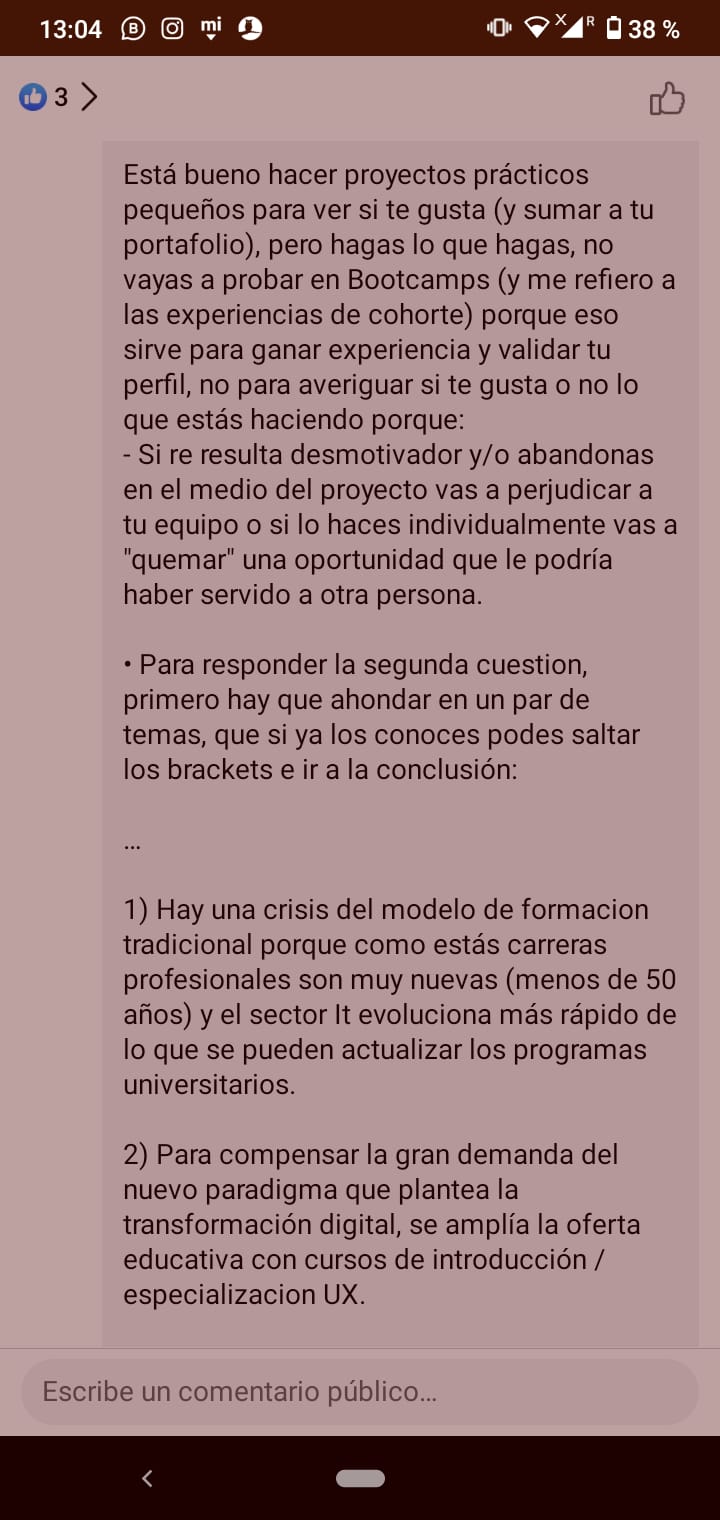 13:04 B mi X R 38 %
3
Está bueno hacer proyectos prácticos
pequeños para ver si te gusta (y sumar a tu
portafolio), pero hagas lo que hagas, no
vayas a probar en Bootcamps (y me refiero a
las experiencias de cohorte) porque eso
sirve para ganar experiencia y validar tu
perfil, no para averiguar si te gusta o no lo
que estás haciendo porque:
- Si re resulta desmotivador y/o abandonas
en el medio del proyecto vas a perjudicar a
tu equipo o si lo haces individualmente vas a
"quemar" una oportunidad que le podría
haber servido a otra persona.
• Para responder la segunda cuestion,
primero hay que ahondar en un par de
temas, que si ya los conoces podes saltar
los brackets e ir a la conclusión:
...
1) Hay una crisis del modelo de formacion
tradicional porque como estás carreras
profesionales son muy nuevas (menos de 50
años) y el sector It evoluciona más rápido de
lo que se pueden actualizar los programas
universitarios.
2) Para compensar la gran demanda del
nuevo paradigma que plantea la
transformación digital, se amplía la oferta
educativa con cursos de introducción /
especializacion UX.
Escribe un comentario público...